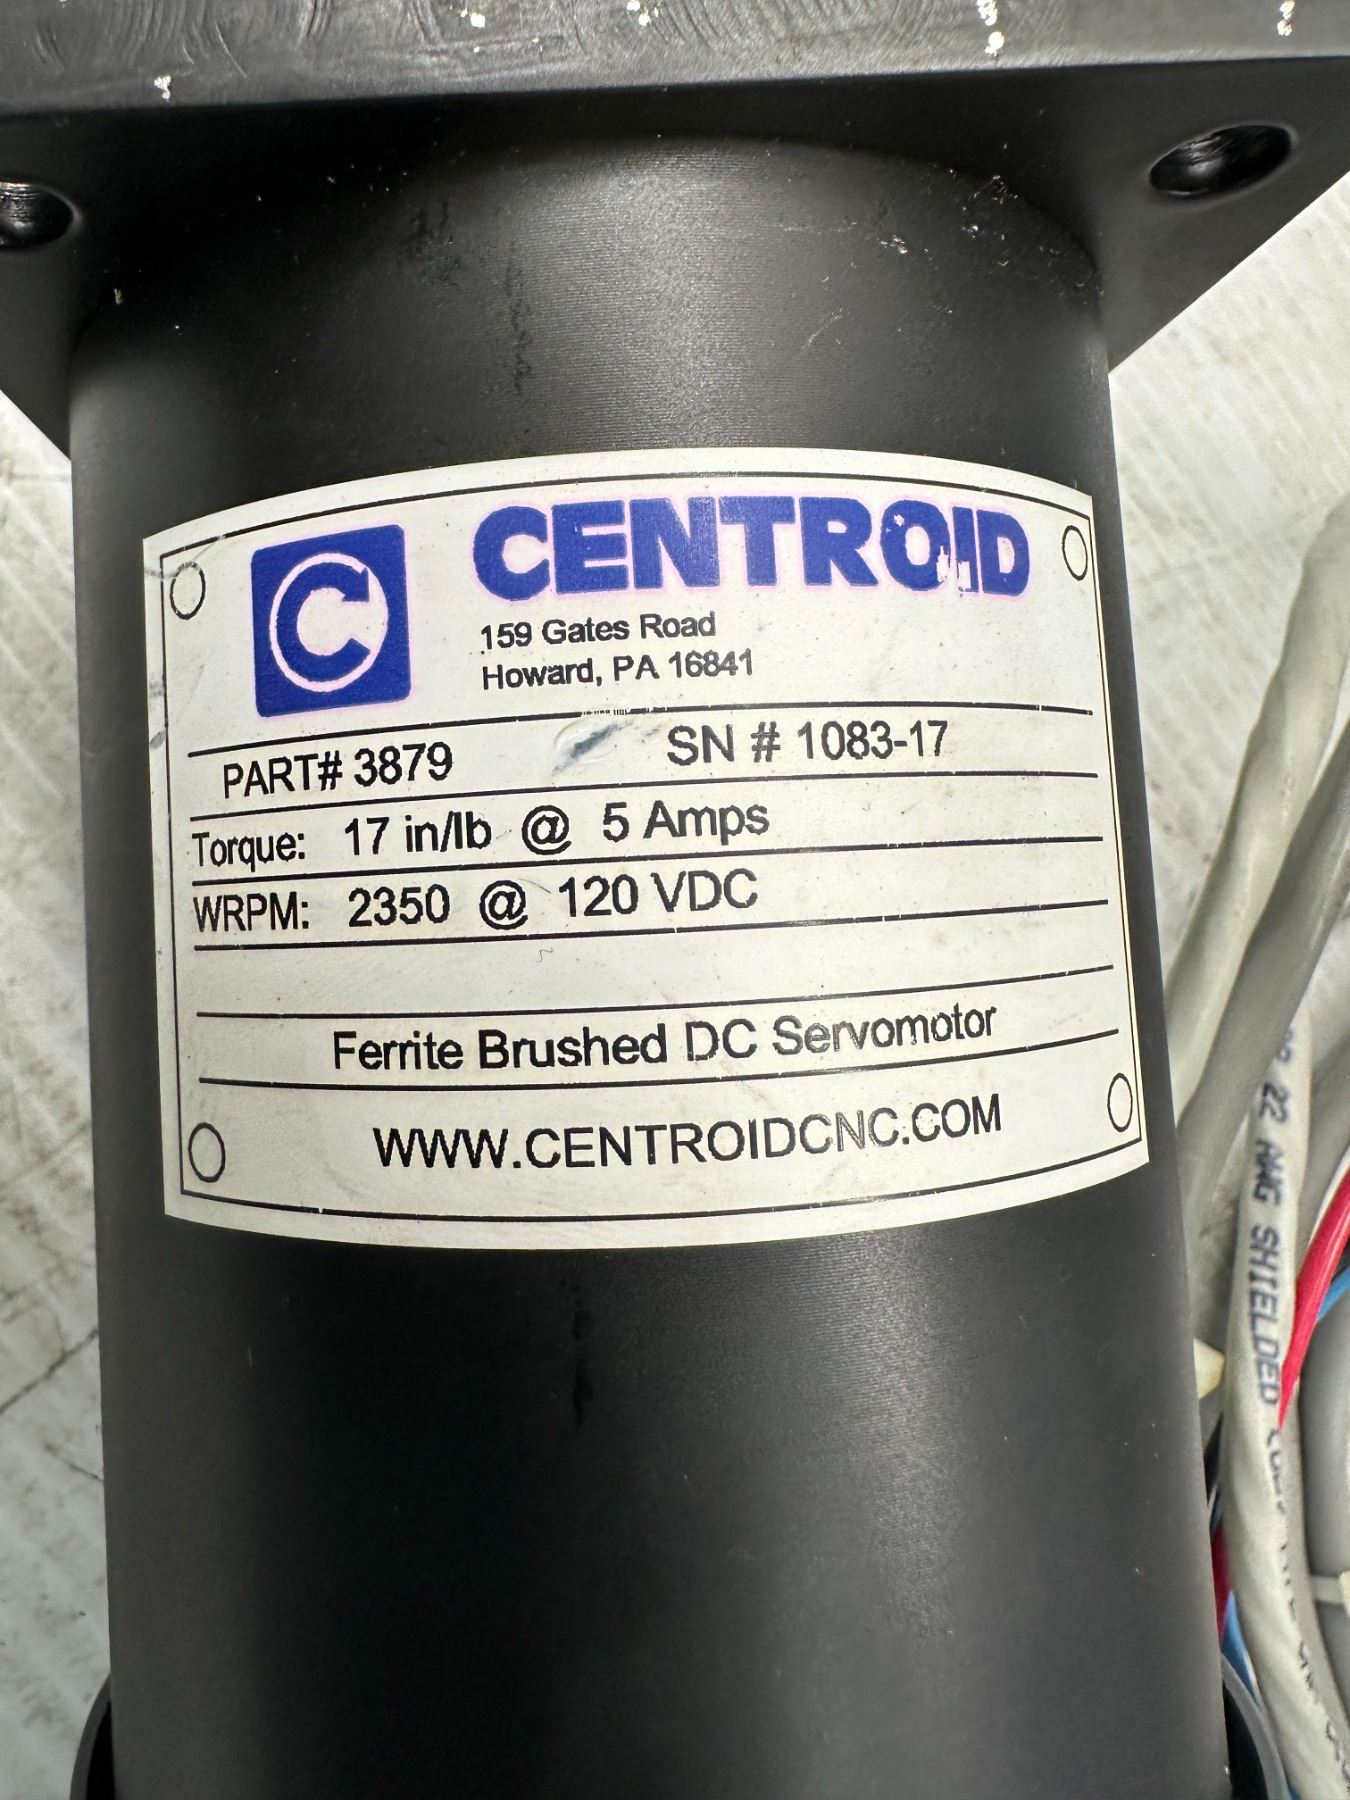 C CENTROID
159 Gates Road
Howard, PA 16841
PART# 3879 SN # 1083-17
Torque: 17 in/lb @ 5 Amps
WRPM: 2350 @ 120 VDC
Ferrite Brushed DC Servomotor
WWW.CENTROIDCNC.COM
22 AWG SHIELDED